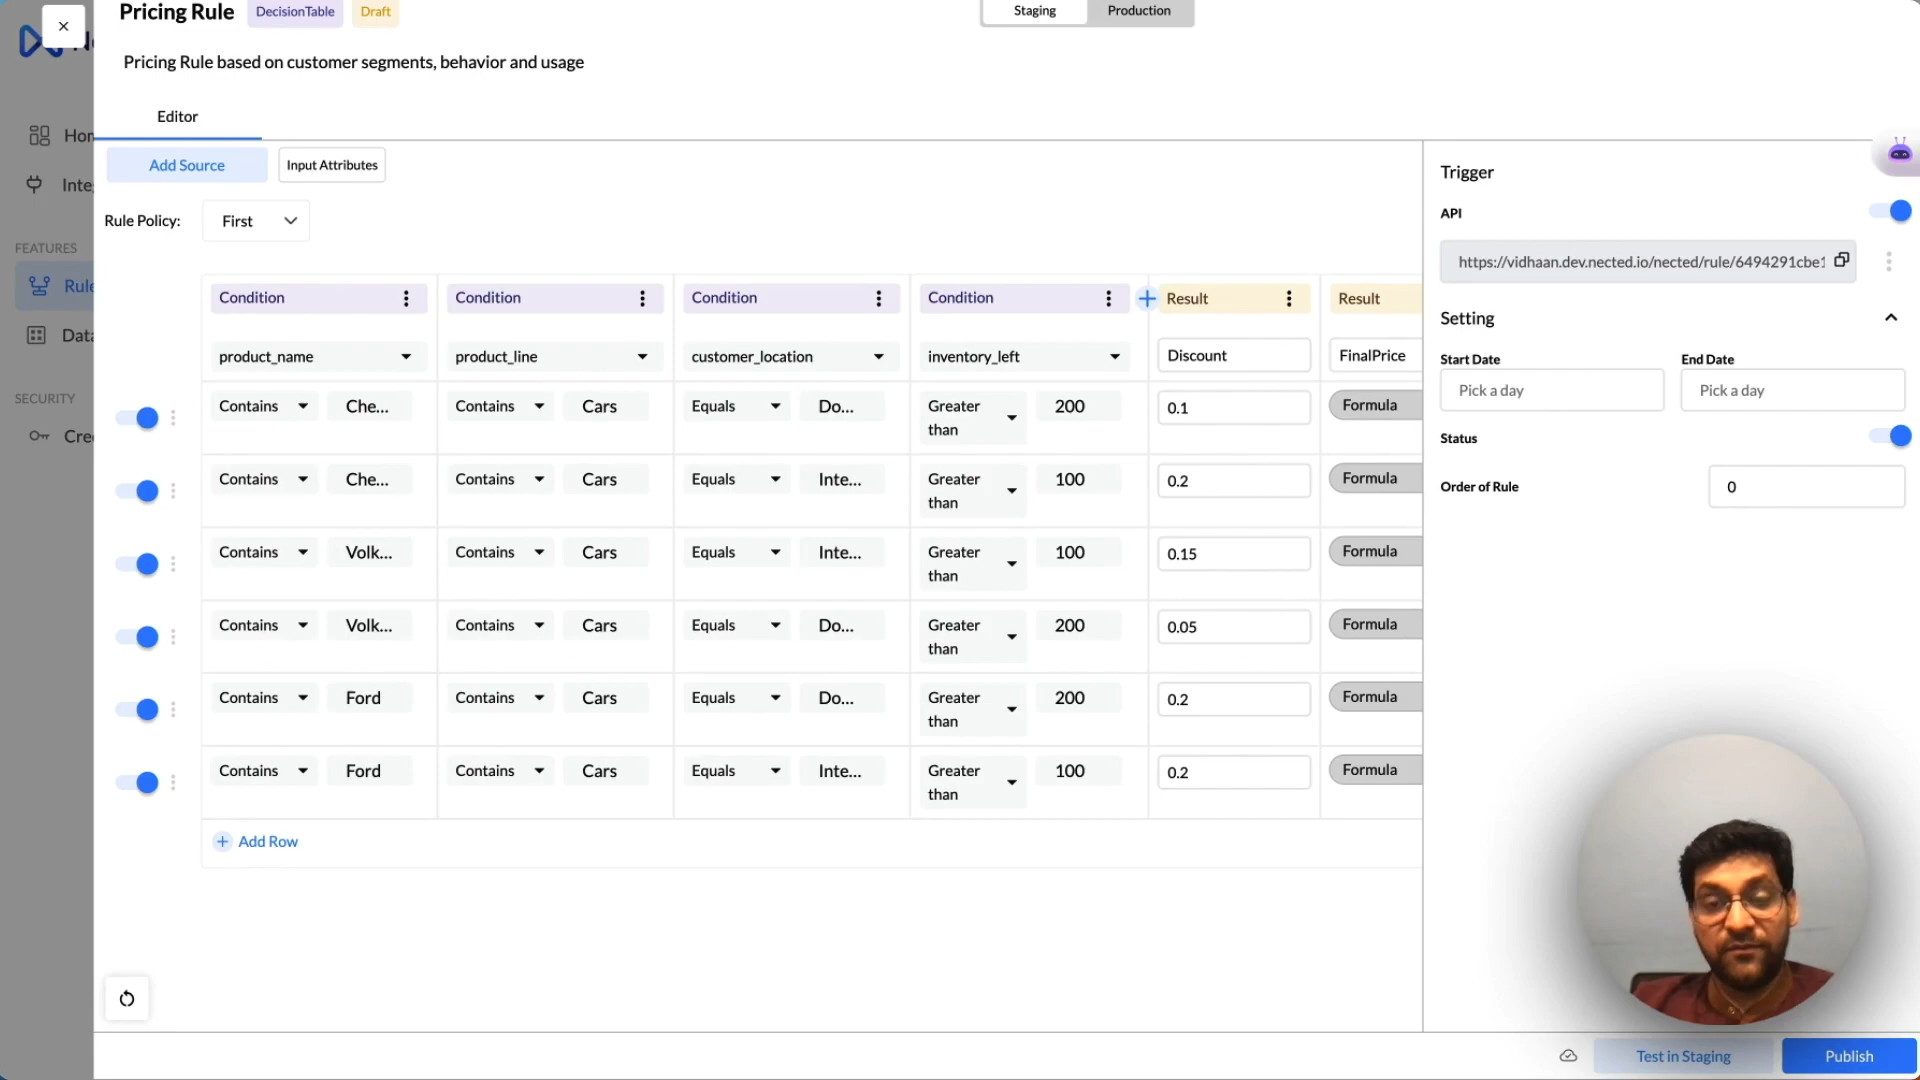 Pricing Rule DecisionTable Draft
Staging Production
Pricing Rule based on customer segments, behavior and usage
Editor
Add Source Input Attributes
Rule Policy: First
Condition Condition Condition Condition Result Result
product_name product_line customer_location inventory_left Discount FinalPrice
Contains Che... Contains Cars Equals Do... Greater than 200 0.1 Formula
Contains Che... Contains Cars Equals Inte... Greater than 100 0.2 Formula
Contains Volk... Contains Cars Equals Inte... Greater than 100 0.15 Formula
Contains Volk... Contains Cars Equals Do... Greater than 200 0.05 Formula
Contains Ford Contains Cars Equals Do... Greater than 200 0.2 Formula
Contains Ford Contains Cars Equals Inte... Greater than 100 0.2 Formula
+ Add Row
Trigger
API
https://vidhaan.dev.nected.io/nected/rule/6494291cbe1
Setting
Start Date End Date
Pick a day Pick a day
Status
Order of Rule 0
Test in Staging Publish
FEATURES
Rule
Data
SECURITY